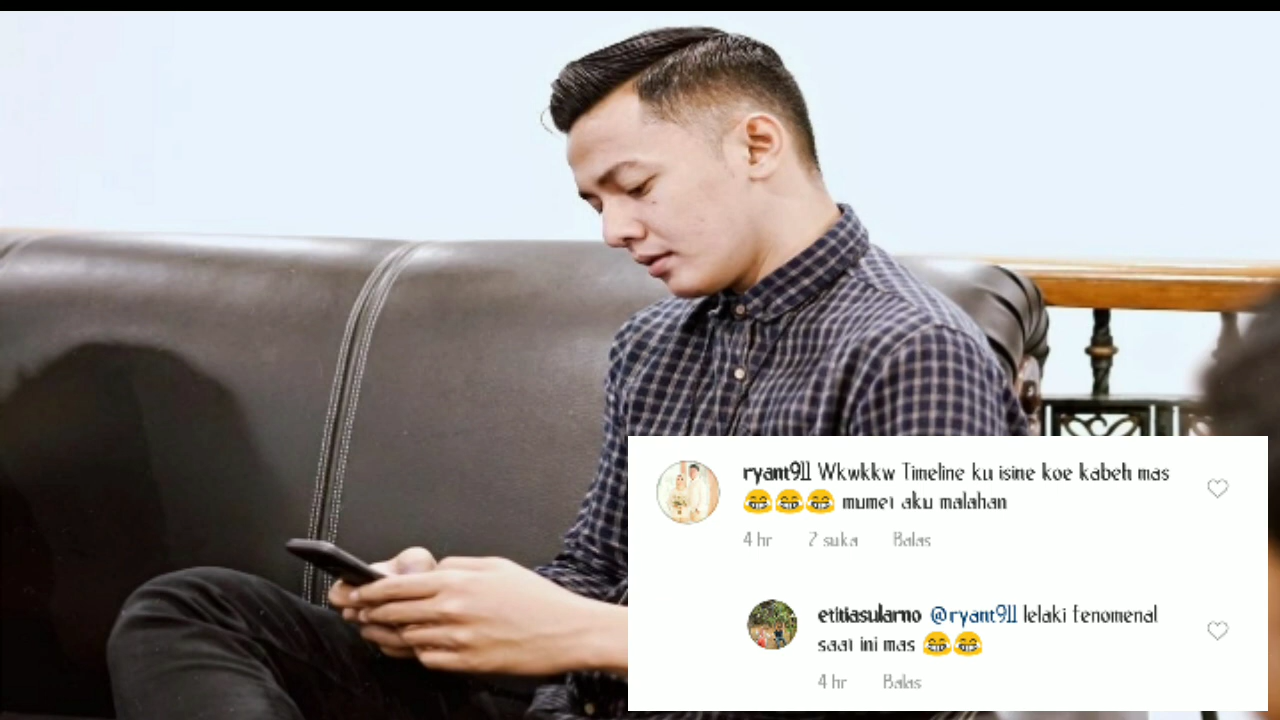 ryant911 Wkwkkw Timeline ku isine koe kabeh mas
😂😂😂 mumet aku malahan
4 hr 2 suka Balas
etitiasularno @ryant911 lelaki fenomenal
saat ini mas 😂😂
4 hr Balas